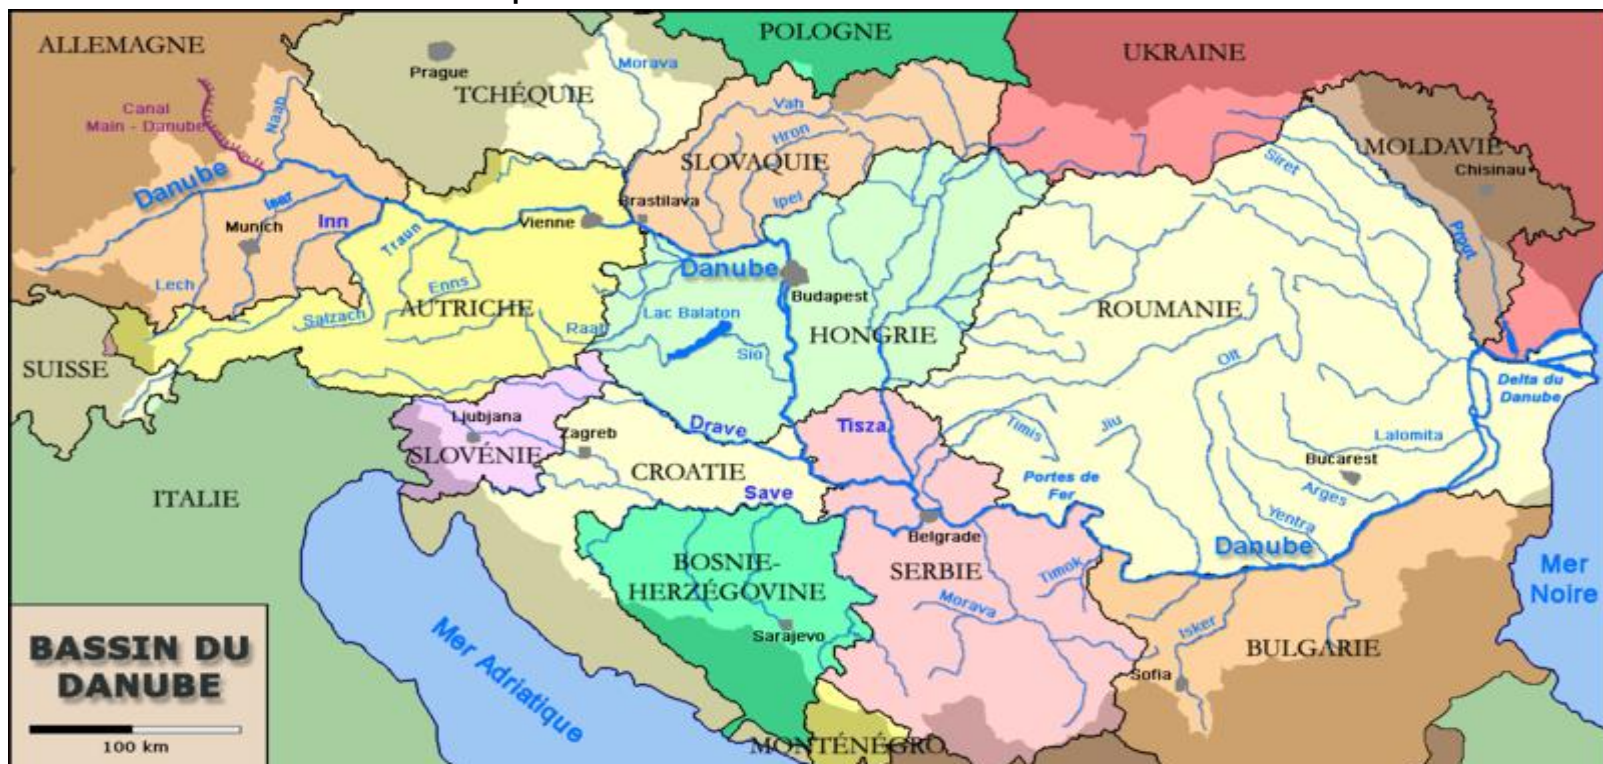 ALLEMAGNE
POLOGNE
UKRAINE
Prague
Morava
TCHÉQUIE
Canal
Main - Danube
Naab
Vah
Hron
SLOVAQUIE
Ipel
MOLDAVIE
Chisinau
Siret
Prout
Danube
Isar
Inn
Munich
Lech
Traun
Vienne
Brastilava
Enns
Salzach
AUTRICHE
Danube
Budapest
Lac Balaton
Raab
Sio
HONGRIE
ROUMANIE
Olt
Delta du
Danube
SUISSE
Ljubjana
Zagreb
SLOVÉNIE
Drave
Tisza
Timis
Jiu
Lalomita
Bucarest
ITALIE
CROATIE
Save
Portes de
Fer
Arges
Yentra
Belgrade
Danube
BOSNIE-
HERZÉGOVINE
SERBIE
Timok
Morava
Mer
Noire
Sarajevo
Isker
BULGARIE
Sofia
Mer Adriatique
MONTÉNÉGRO
BASSIN DU
DANUBE
100 km